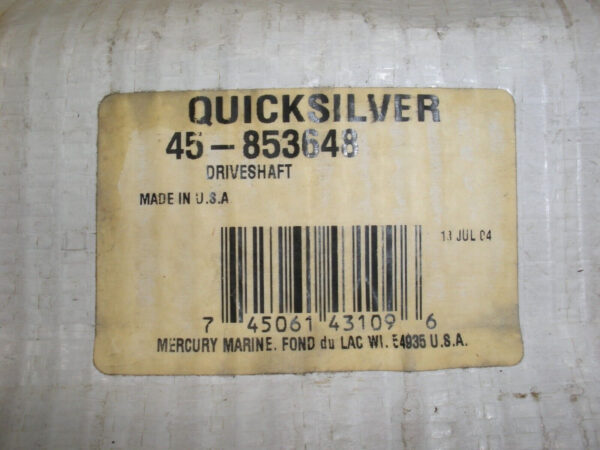 QUICKSILVER
45-853648
DRIVESHAFT
MADE IN U.S.A
13 JUL 04
7 45061 43109 6
MERCURY MARINE. FOND du LAC WI. 54935 U.S.A.